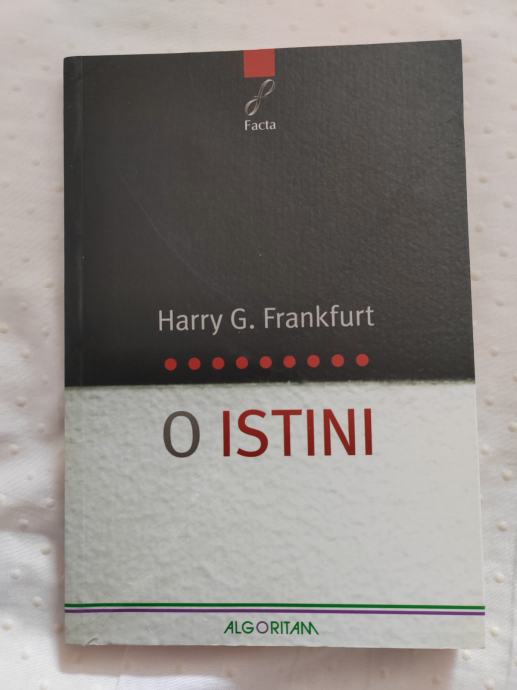 Facta
Harry G. Frankfurt
O ISTINI
ALGORITAM